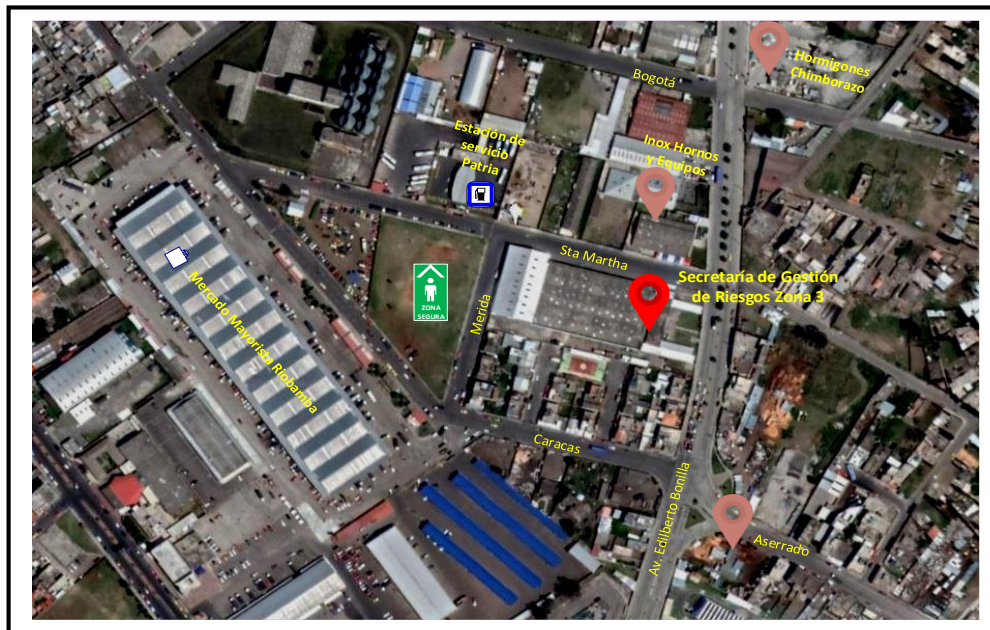 Hormigones
Chimborazo
Bogotá
Estación de
servicio
Patria
Inox Hornos
y Equipos
Sta Martha
Secretaría de Gestión
de Riesgos Zona 3
ZONA
SEGURA
Merida
Mercado Mayorista Riobamba
Caracas
Av. Edilberto Bonilla
Aserrado